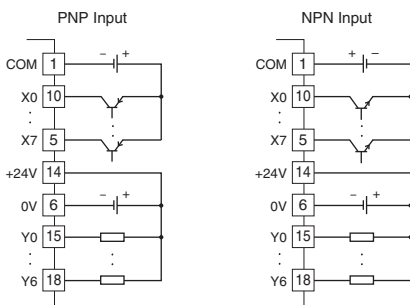 PNP Input
COM 1 − +
X0 10
:
X7 5
+24V 14
0V 6 − +
Y0 15
:
Y6 18
NPN Input
COM 1 + −
X0 10
:
X7 5
+24V 14
0V 6 − +
Y0 15
:
Y6 18